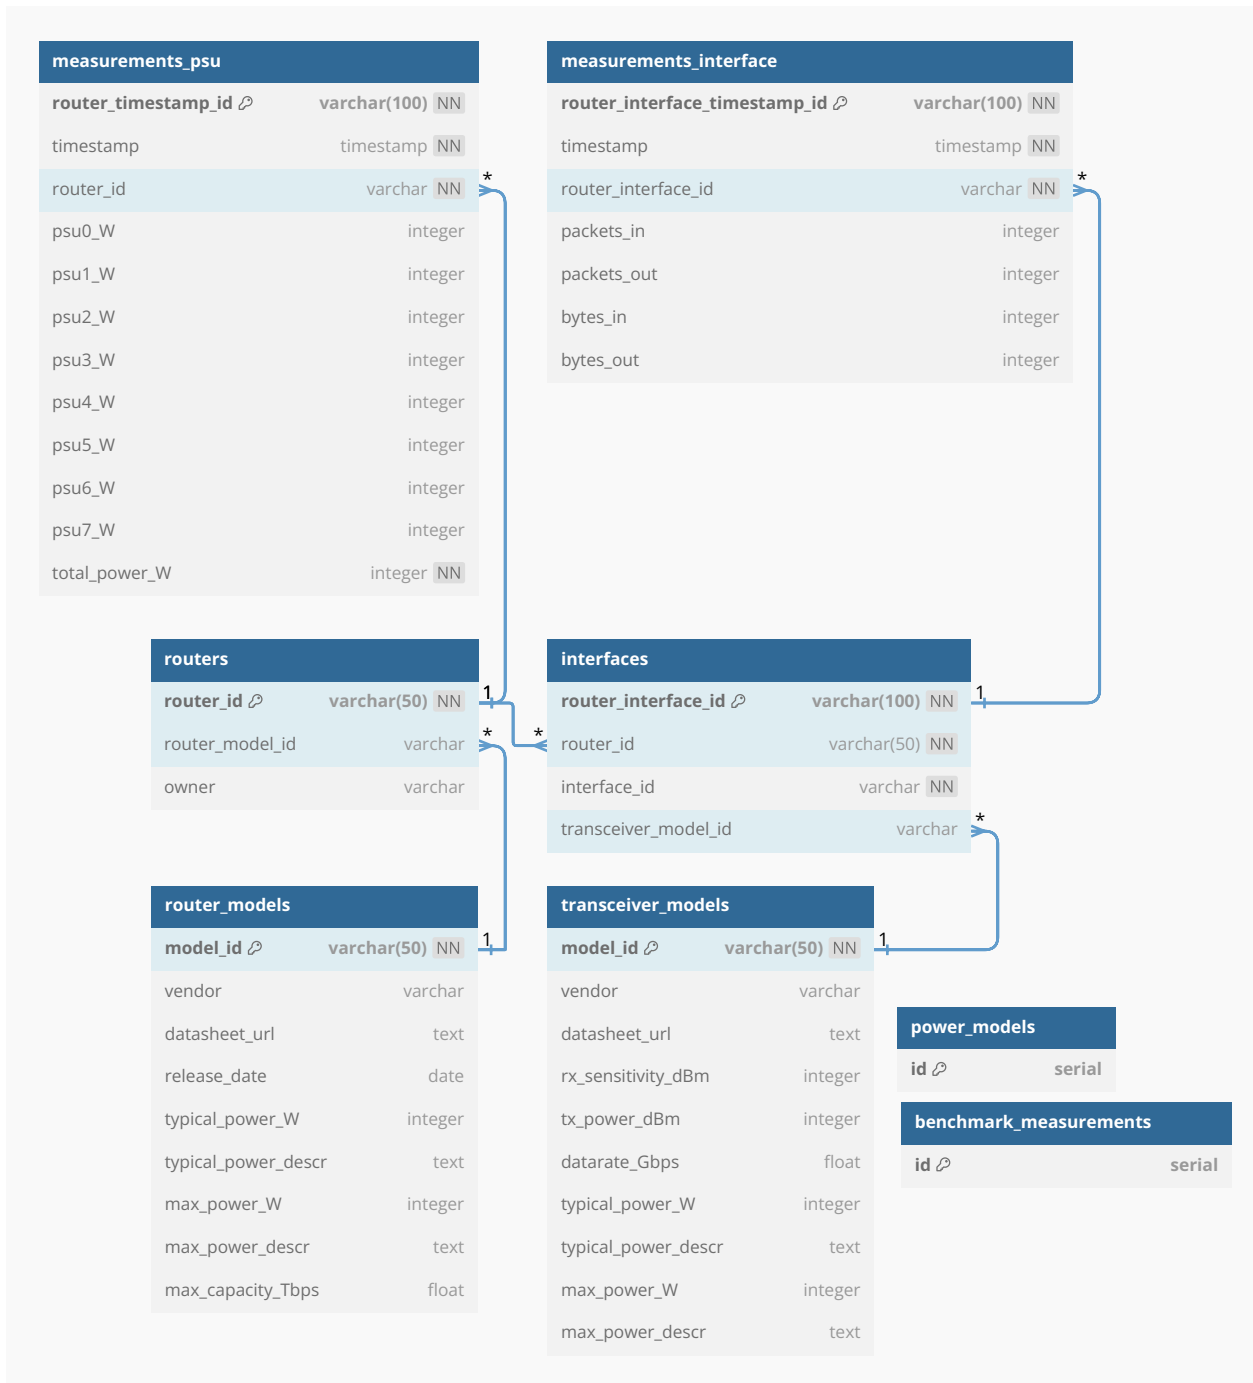 measurements_psu
router_timestamp_id varchar(100) NN
timestamp timestamp NN
router_id varchar NN *
psu0_W integer
psu1_W integer
psu2_W integer
psu3_W integer
psu4_W integer
psu5_W integer
psu6_W integer
psu7_W integer
total_power_W integer NN
measurements_interface
router_interface_timestamp_id varchar(100) NN
timestamp timestamp NN
router_interface_id varchar NN *
packets_in integer
packets_out integer
bytes_in integer
bytes_out integer
routers
router_id varchar(50) NN 1
router_model_id varchar *
owner varchar
interfaces
router_interface_id varchar(100) NN 1
* router_id varchar(50) NN
interface_id varchar NN
transceiver_model_id varchar *
router_models
model_id varchar(50) NN 1
vendor varchar
datasheet_url text
release_date date
typical_power_W integer
typical_power_descr text
max_power_W integer
max_power_descr text
max_capacity_Tbps float
transceiver_models
model_id varchar(50) NN 1
vendor varchar
datasheet_url text
rx_sensitivity_dBm integer
tx_power_dBm integer
datarate_Gbps float
typical_power_W integer
typical_power_descr text
max_power_W integer
max_power_descr text
power_models
id serial
benchmark_measurements
id serial